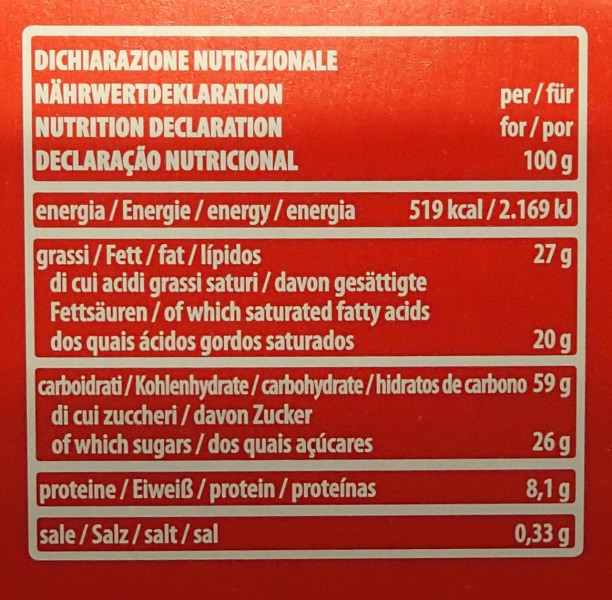 DICHIARAZIONE NUTRIZIONALE
NÄHRWERTDEKLARATION per / für
NUTRITION DECLARATION for / por
DECLARAÇÃO NUTRICIONAL 100 g
energia / Energie / energy / energia 519 kcal / 2.169 kJ
grassi / Fett / fat / lípidos 27 g
di cui acidi grassi saturi / davon gesättigte
Fettsäuren / of which saturated fatty acids
dos quais ácidos gordos saturados 20 g
carboidrati / Kohlenhydrate / carbohydrate / hidratos de carbono 59 g
di cui zuccheri / davon Zucker
of which sugars / dos quais açúcares 26 g
proteine / Eiweiß / protein / proteínas 8,1 g
sale / Salz / salt / sal 0,33 g